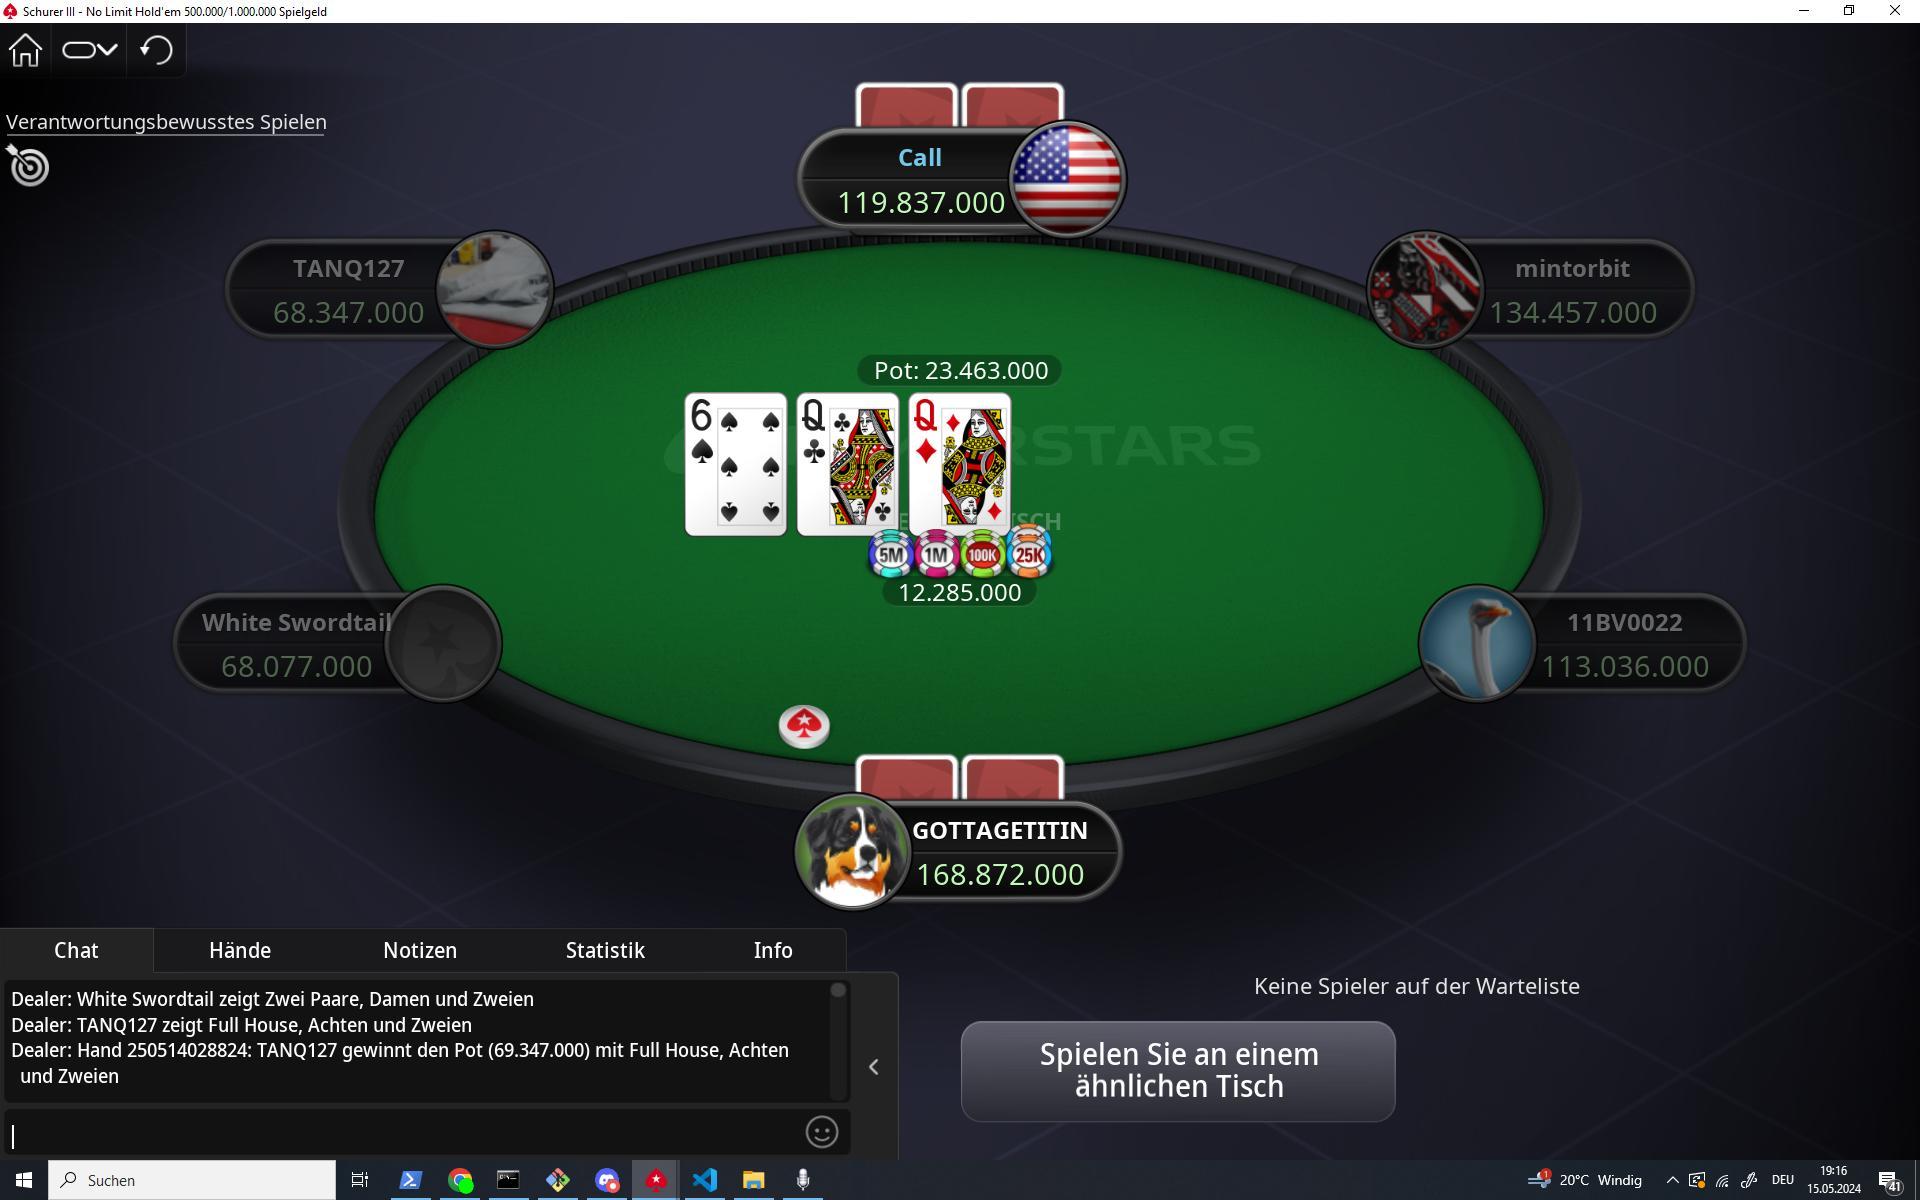 Schurer III - No Limit Hold'em 500.000/1.000.000 Spielgeld
Verantwortungsbewusstes Spielen
Call
119.837.000
TANQ127
68.347.000
mintorbit
134.457.000
Pot: 23.463.000
6
Q
Q
RSTARS
ISCH
5M
1M
100K
25K
12.285.000
White Swordtail
68.077.000
11BV0022
113.036.000
GOTTAGETITIN
168.872.000
Chat
Hände
Notizen
Statistik
Info
Dealer: White Swordtail zeigt Zwei Paare, Damen und Zweien
Dealer: TANQ127 zeigt Full House, Achten und Zweien
Dealer: Hand 250514028824: TANQ127 gewinnt den Pot (69.347.000) mit Full House, Achten
und Zweien
Keine Spieler auf der Warteliste
Spielen Sie an einem
ähnlichen Tisch
Suchen
1
20°C Windig
DEU
19:16
15.05.2024
41